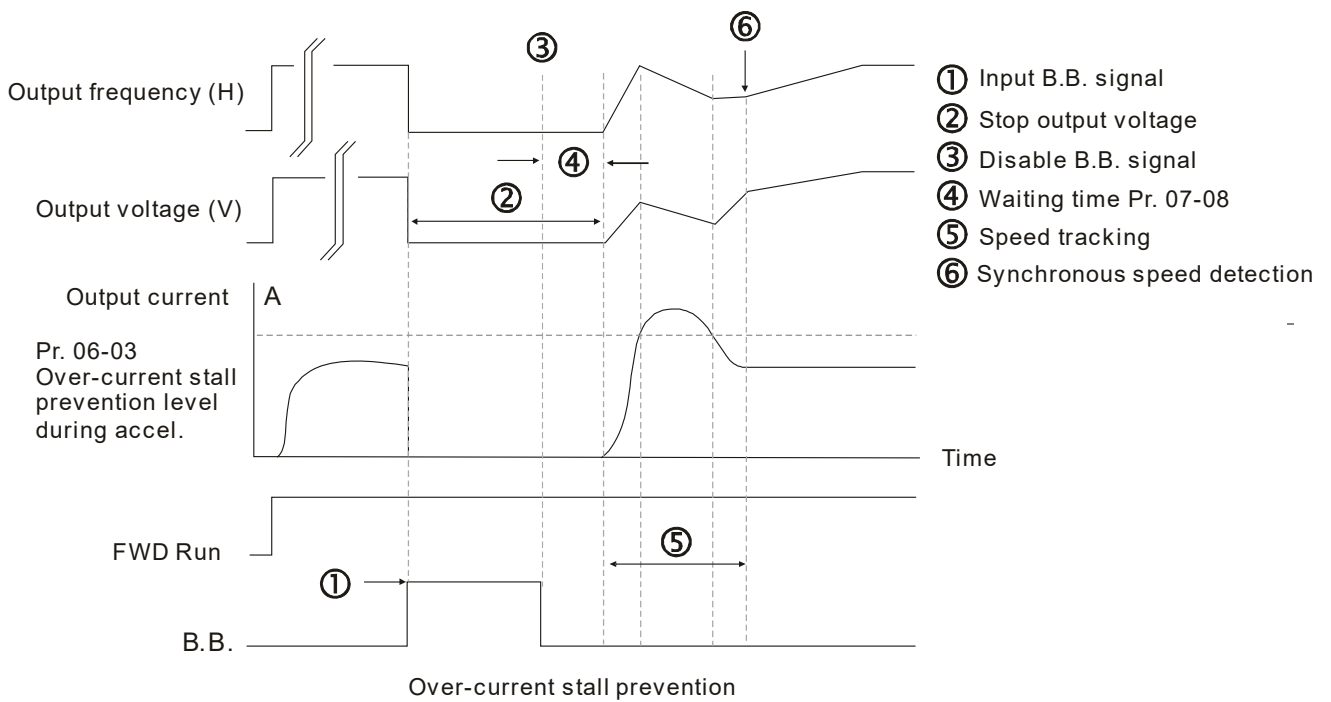 ⑥
③
Output frequency (H)
④
②
Output voltage (V)
① Input B.B. signal
② Stop output voltage
③ Disable B.B. signal
④ Waiting time Pr. 07-08
⑤ Speed tracking
⑥ Synchronous speed detection
Output current
A
Pr. 06-03
Over-current stall
prevention level
during accel.
Time
FWD Run
⑤
①
B.B.
Over-current stall prevention